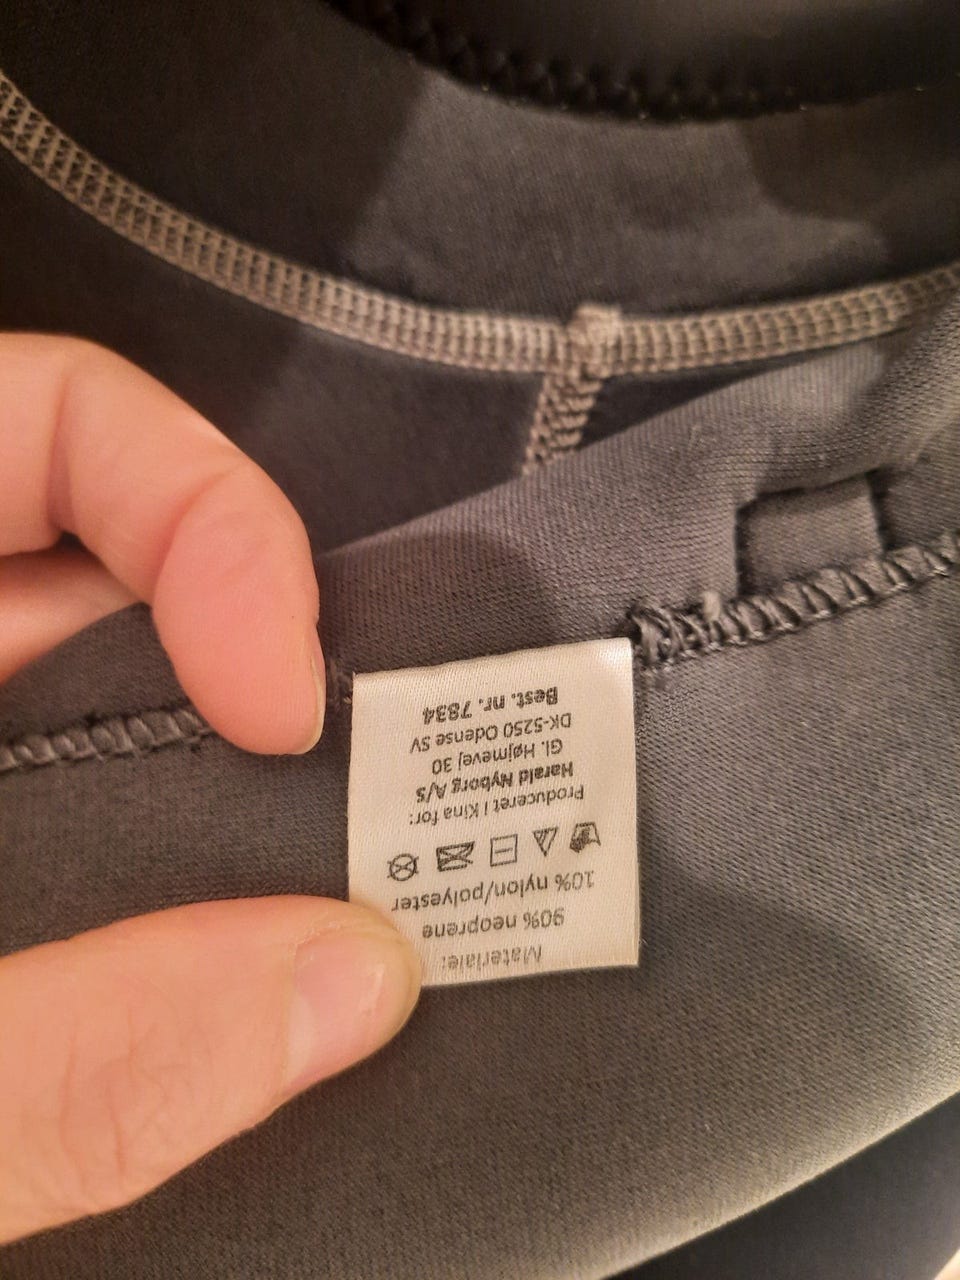 Materiale:
90% neoprene
10% nylon/polyester
Produceret i Kina for:
Harald Nyborg A/S
Gl. Højmevej 30
DK-5250 Odense SV
Best. nr. 7834